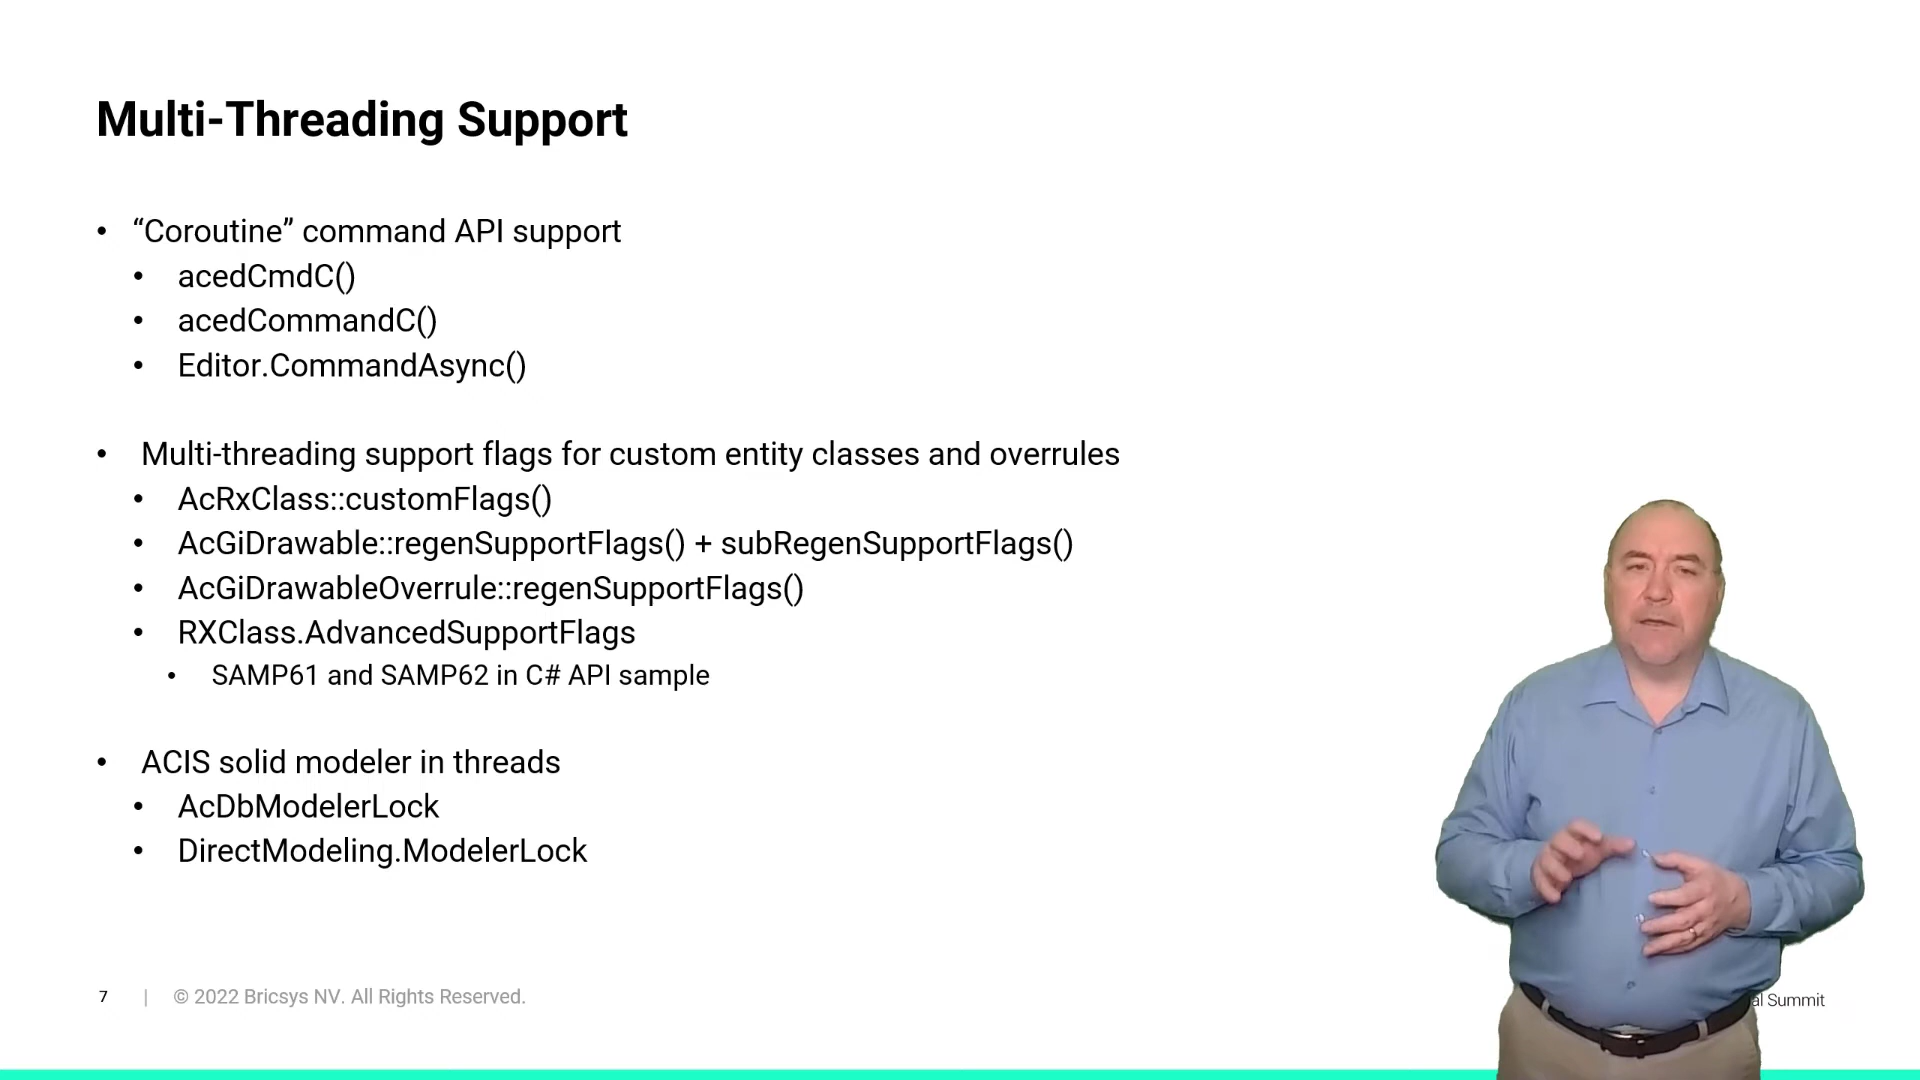 Multi-Threading Support
• “Coroutine” command API support
• acedCmdC()
• acedCommandC()
• Editor.CommandAsync()
• Multi-threading support flags for custom entity classes and overrules
• AcRxClass::customFlags()
• AcGiDrawable::regenSupportFlags() + subRegenSupportFlags()
• AcGiDrawableOverrule::regenSupportFlags()
• RXClass.AdvancedSupportFlags
• SAMP61 and SAMP62 in C# API sample
• ACIS solid modeler in threads
• AcDbModelerLock
• DirectModeling.ModelerLock
7 | © 2022 Bricsys NV. All Rights Reserved.
Summit